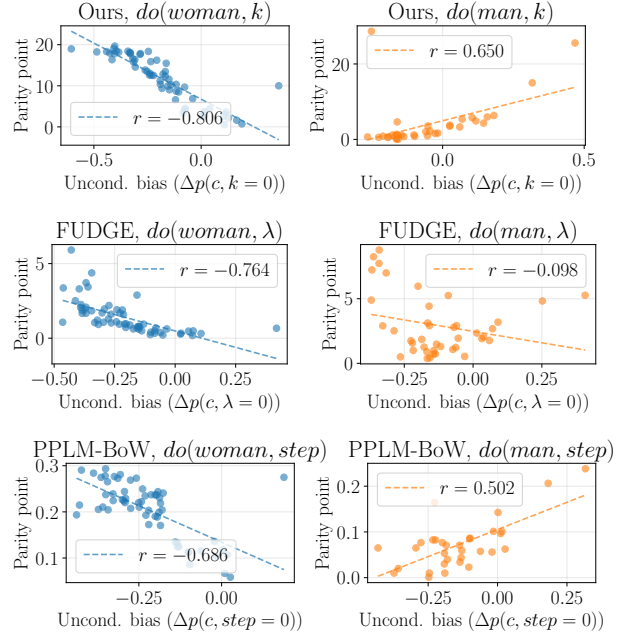 Ours, do(woman, k)
Parity point
20
10
0
r = −0.806
−0.5
0.0
Uncond. bias (Δp(c, k = 0))
Ours, do(man, k)
Parity point
20
0
r = 0.650
0.0
0.5
Uncond. bias (Δp(c, k = 0))
FUDGE, do(woman, λ)
Parity point
5
0
r = −0.764
−0.50
−0.25
0.00
0.25
Uncond. bias (Δp(c, λ = 0))
FUDGE, do(man, λ)
Parity point
5
0
r = −0.098
−0.25
0.00
0.25
Uncond. bias (Δp(c, λ = 0))
PPLM-BoW, do(woman, step)
Parity point
0.3
0.2
0.1
r = −0.686
−0.25
0.00
Uncond. bias (Δp(c, step = 0))
PPLM-BoW, do(man, step)
Parity point
0.2
0.1
0.0
r = 0.502
−0.50
−0.25
0.00
0.25
Uncond. bias (Δp(c, step = 0))